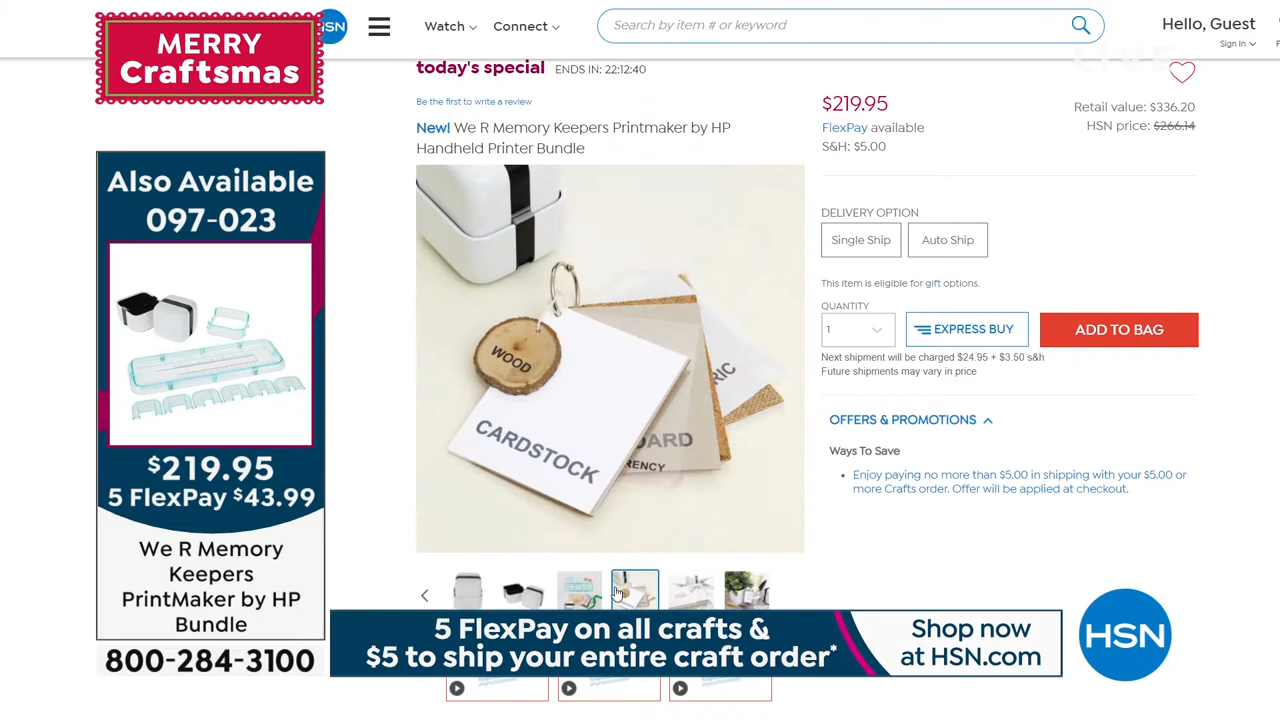 MERRY
Craftsmas
HSN
Watch
Connect
Search by item # or keyword
Hello, Guest
Sign In
LIVE
today's special ENDS IN: 22:12:40
Be the first to write a review
New! We R Memory Keepers Printmaker by HP
Handheld Printer Bundle
$219.95
FlexPay available
S&H: $5.00
Retail value: $336.20
HSN price: $266.14
DELIVERY OPTION
Single Ship
Auto Ship
This item is eligible for gift options.
QUANTITY
1
EXPRESS BUY
ADD TO BAG
Next shipment will be charged $24.95 + $3.50 s&h
Future shipments may vary in price
OFFERS & PROMOTIONS
Ways To Save
Enjoy paying no more than $5.00 in shipping with your $5.00 or
more Crafts order. Offer will be applied at checkout.
WOOD
CARDSTOCK
Also Available
097-023
$219.95
5 FlexPay $43.99
We R Memory
Keepers
PrintMaker by HP
Bundle
800-284-3100
5 FlexPay on all crafts &
$5 to ship your entire craft order*
Shop now
at HSN.com
HSN